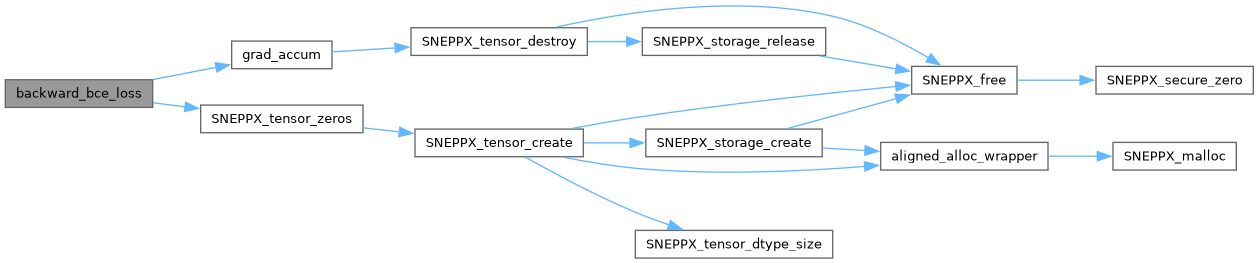 backward_bce_loss
grad_accum
SNEPPX_tensor_destroy
SNEPPX_storage_release
SNEPPX_free
SNEPPX_secure_zero
SNEPPX_tensor_zeros
SNEPPX_tensor_create
SNEPPX_storage_create
aligned_alloc_wrapper
SNEPPX_malloc
SNEPPX_tensor_dtype_size